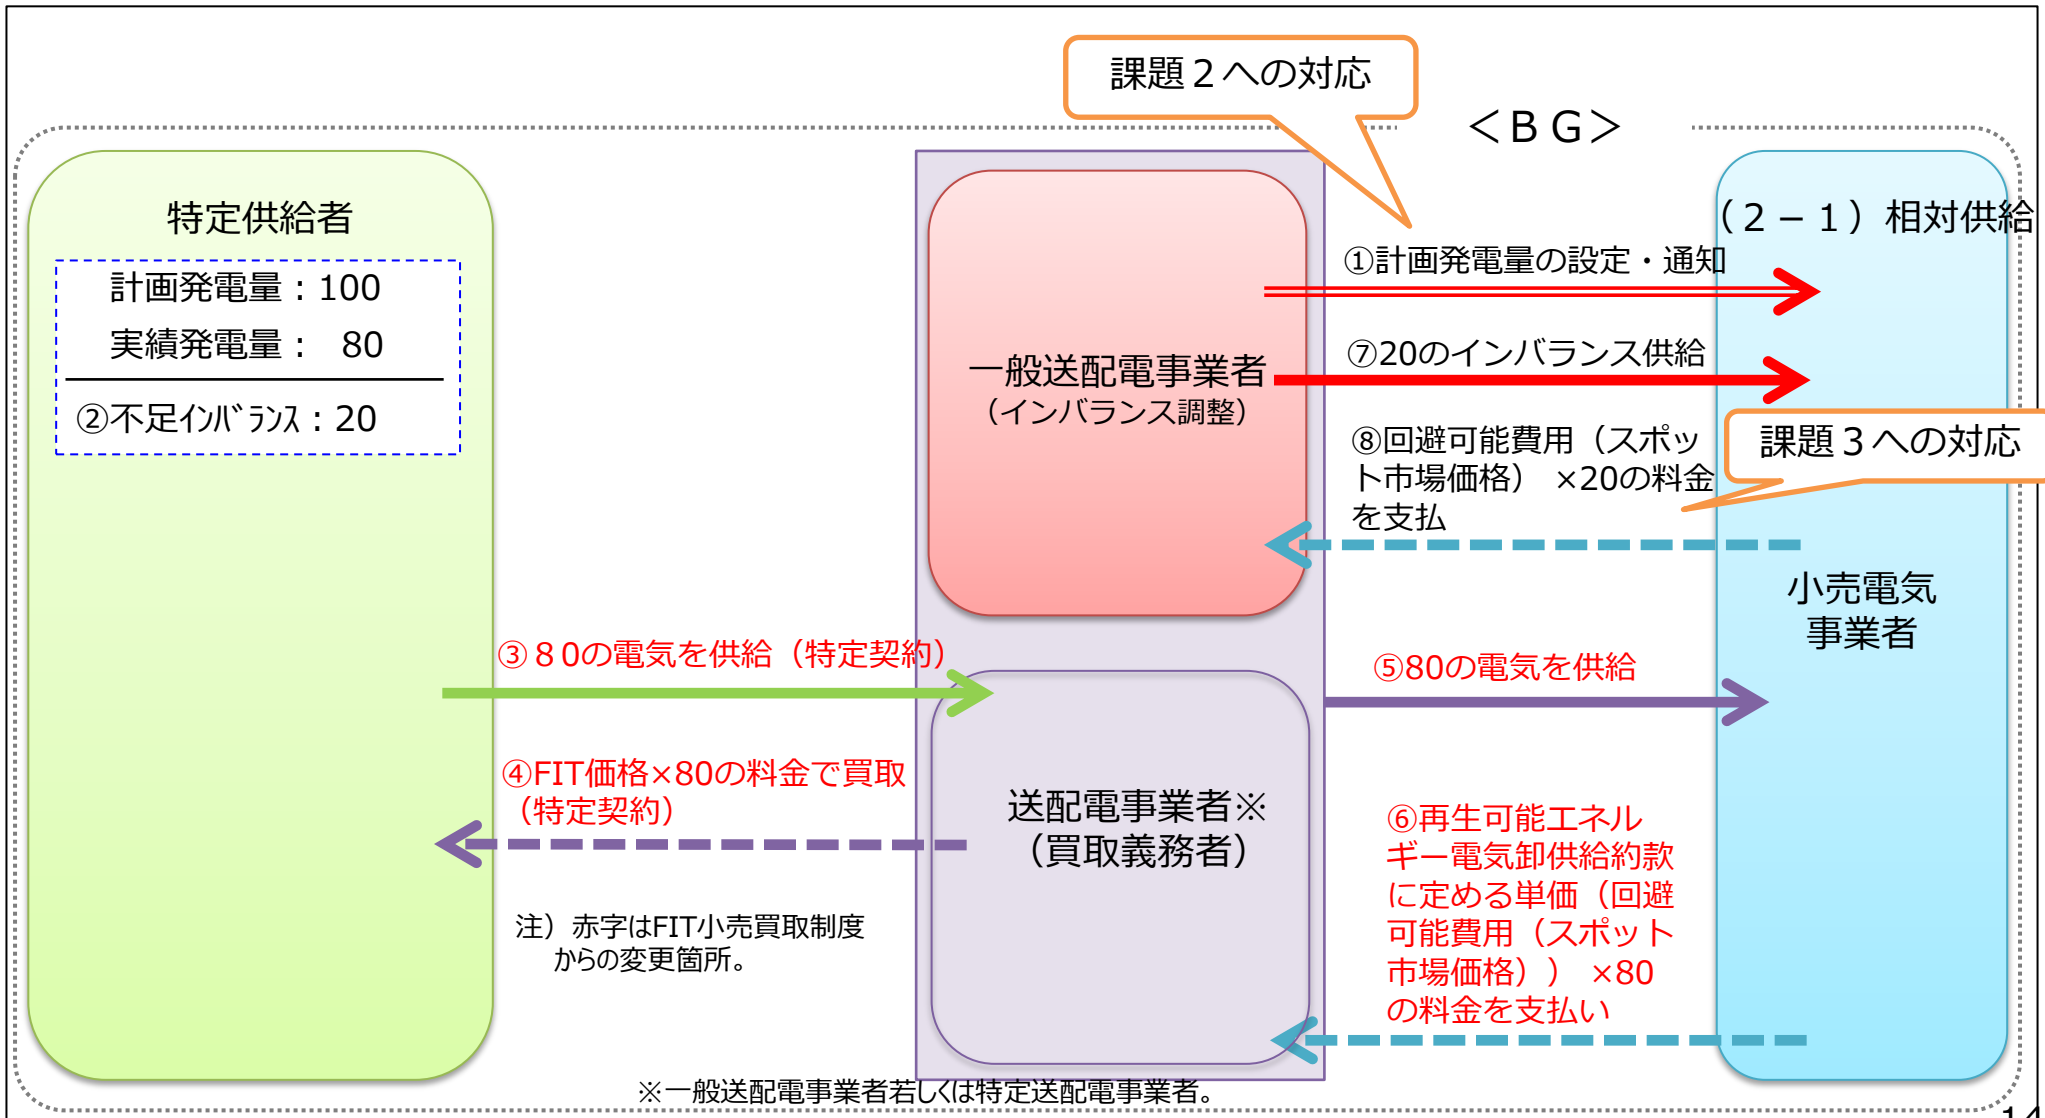 課題２への対応
＜ＢＧ＞
特定供給者
計画発電量：100
実績発電量： 80
②不足インバランス：20
一般送配電事業者
（インバランス調整）
（２－１）相対供給
①計画発電量の設定・通知
⑦20のインバランス供給
⑧回避可能費用（スポッ
ト市場価格） ×20の料金
を支払
課題３への対応
小売電気
事業者
③８0の電気を供給（特定契約）
⑤80の電気を供給
④FIT価格×80の料金で買取
（特定契約）
送配電事業者※
（買取義務者）
⑥再生可能エネル
ギー電気卸供給約款
に定める単価（回避
可能費用（スポット
市場価格）） ×80
の料金を支払い
注）赤字はFIT小売買取制度
からの変更箇所。
※一般送配電事業者若しくは特定送配電事業者。